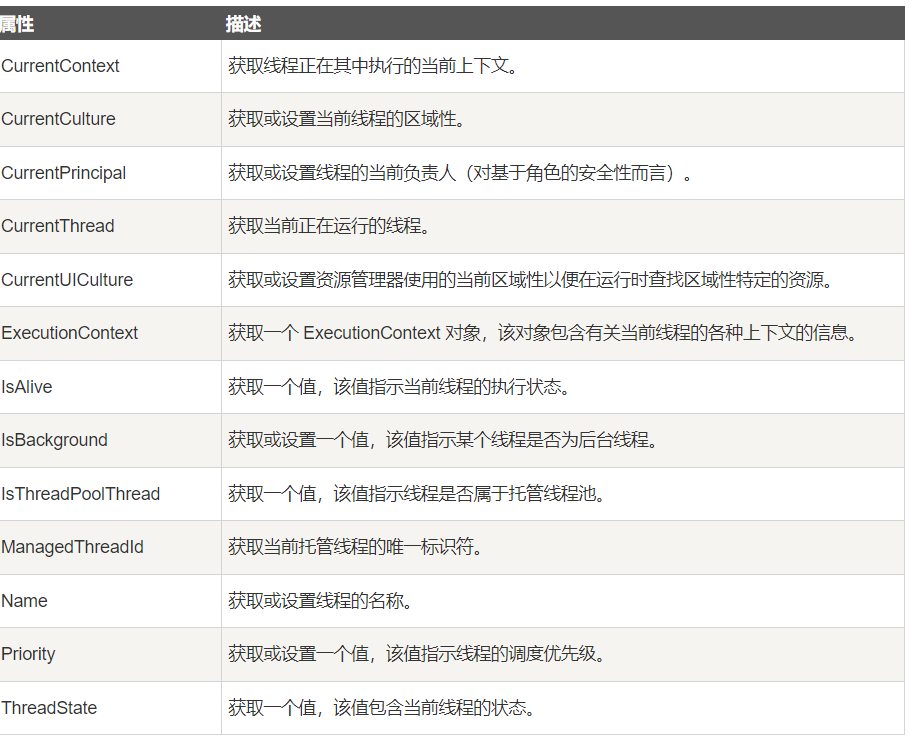 属性 描述
CurrentContext 获取线程正在其中执行的当前上下文。
CurrentCulture 获取或设置当前线程的区域性。
CurrentPrincipal 获取或设置线程的当前负责人（对基于角色的安全性而言）。
CurrentThread 获取当前正在运行的线程。
CurrentUICulture 获取或设置资源管理器使用的当前区域性以便在运行时查找区域性特定的资源。
ExecutionContext 获取一个 ExecutionContext 对象，该对象包含有关当前线程的各种上下文的信息。
IsAlive 获取一个值，该值指示当前线程的执行状态。
IsBackground 获取或设置一个值，该值指示某个线程是否为后台线程。
IsThreadPoolThread 获取一个值，该值指示线程是否属于托管线程池。
ManagedThreadId 获取当前托管线程的唯一标识符。
Name 获取或设置线程的名称。
Priority 获取或设置一个值，该值指示线程的调度优先级。
ThreadState 获取一个值，该值包含当前线程的状态。